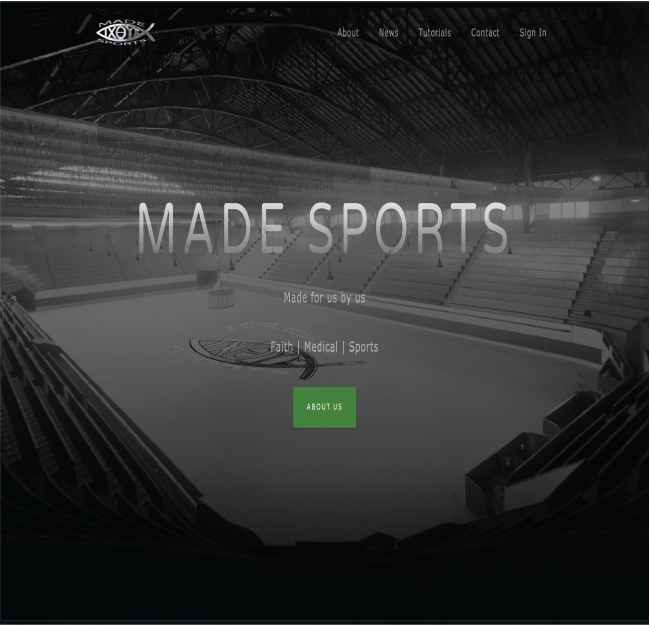 MADE
ΙΧΘΥΣ
SPORTS
About News Tutorials Contact Sign In
MADE SPORTS
Made for us by us
Faith | Medical | Sports
ABOUT US